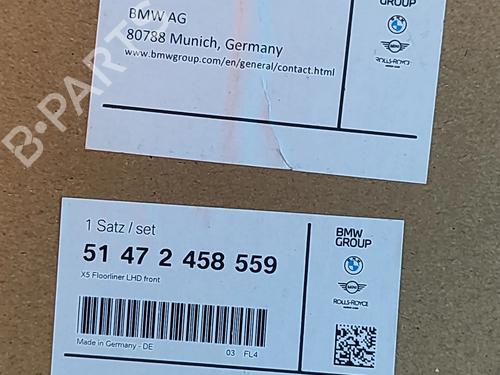 BMW AG
80788 Munich, Germany
www.bmwgroup.com/en/general/contact.html
GROUP
MINI
ROLLS-ROYCE
B-PARTS
1 Satz / set
51 47 2 458 559
X5 Floorliner LHD front
Made in Germany - DE
03 FL4
BMW
GROUP
MINI
ROLLS-ROYCE